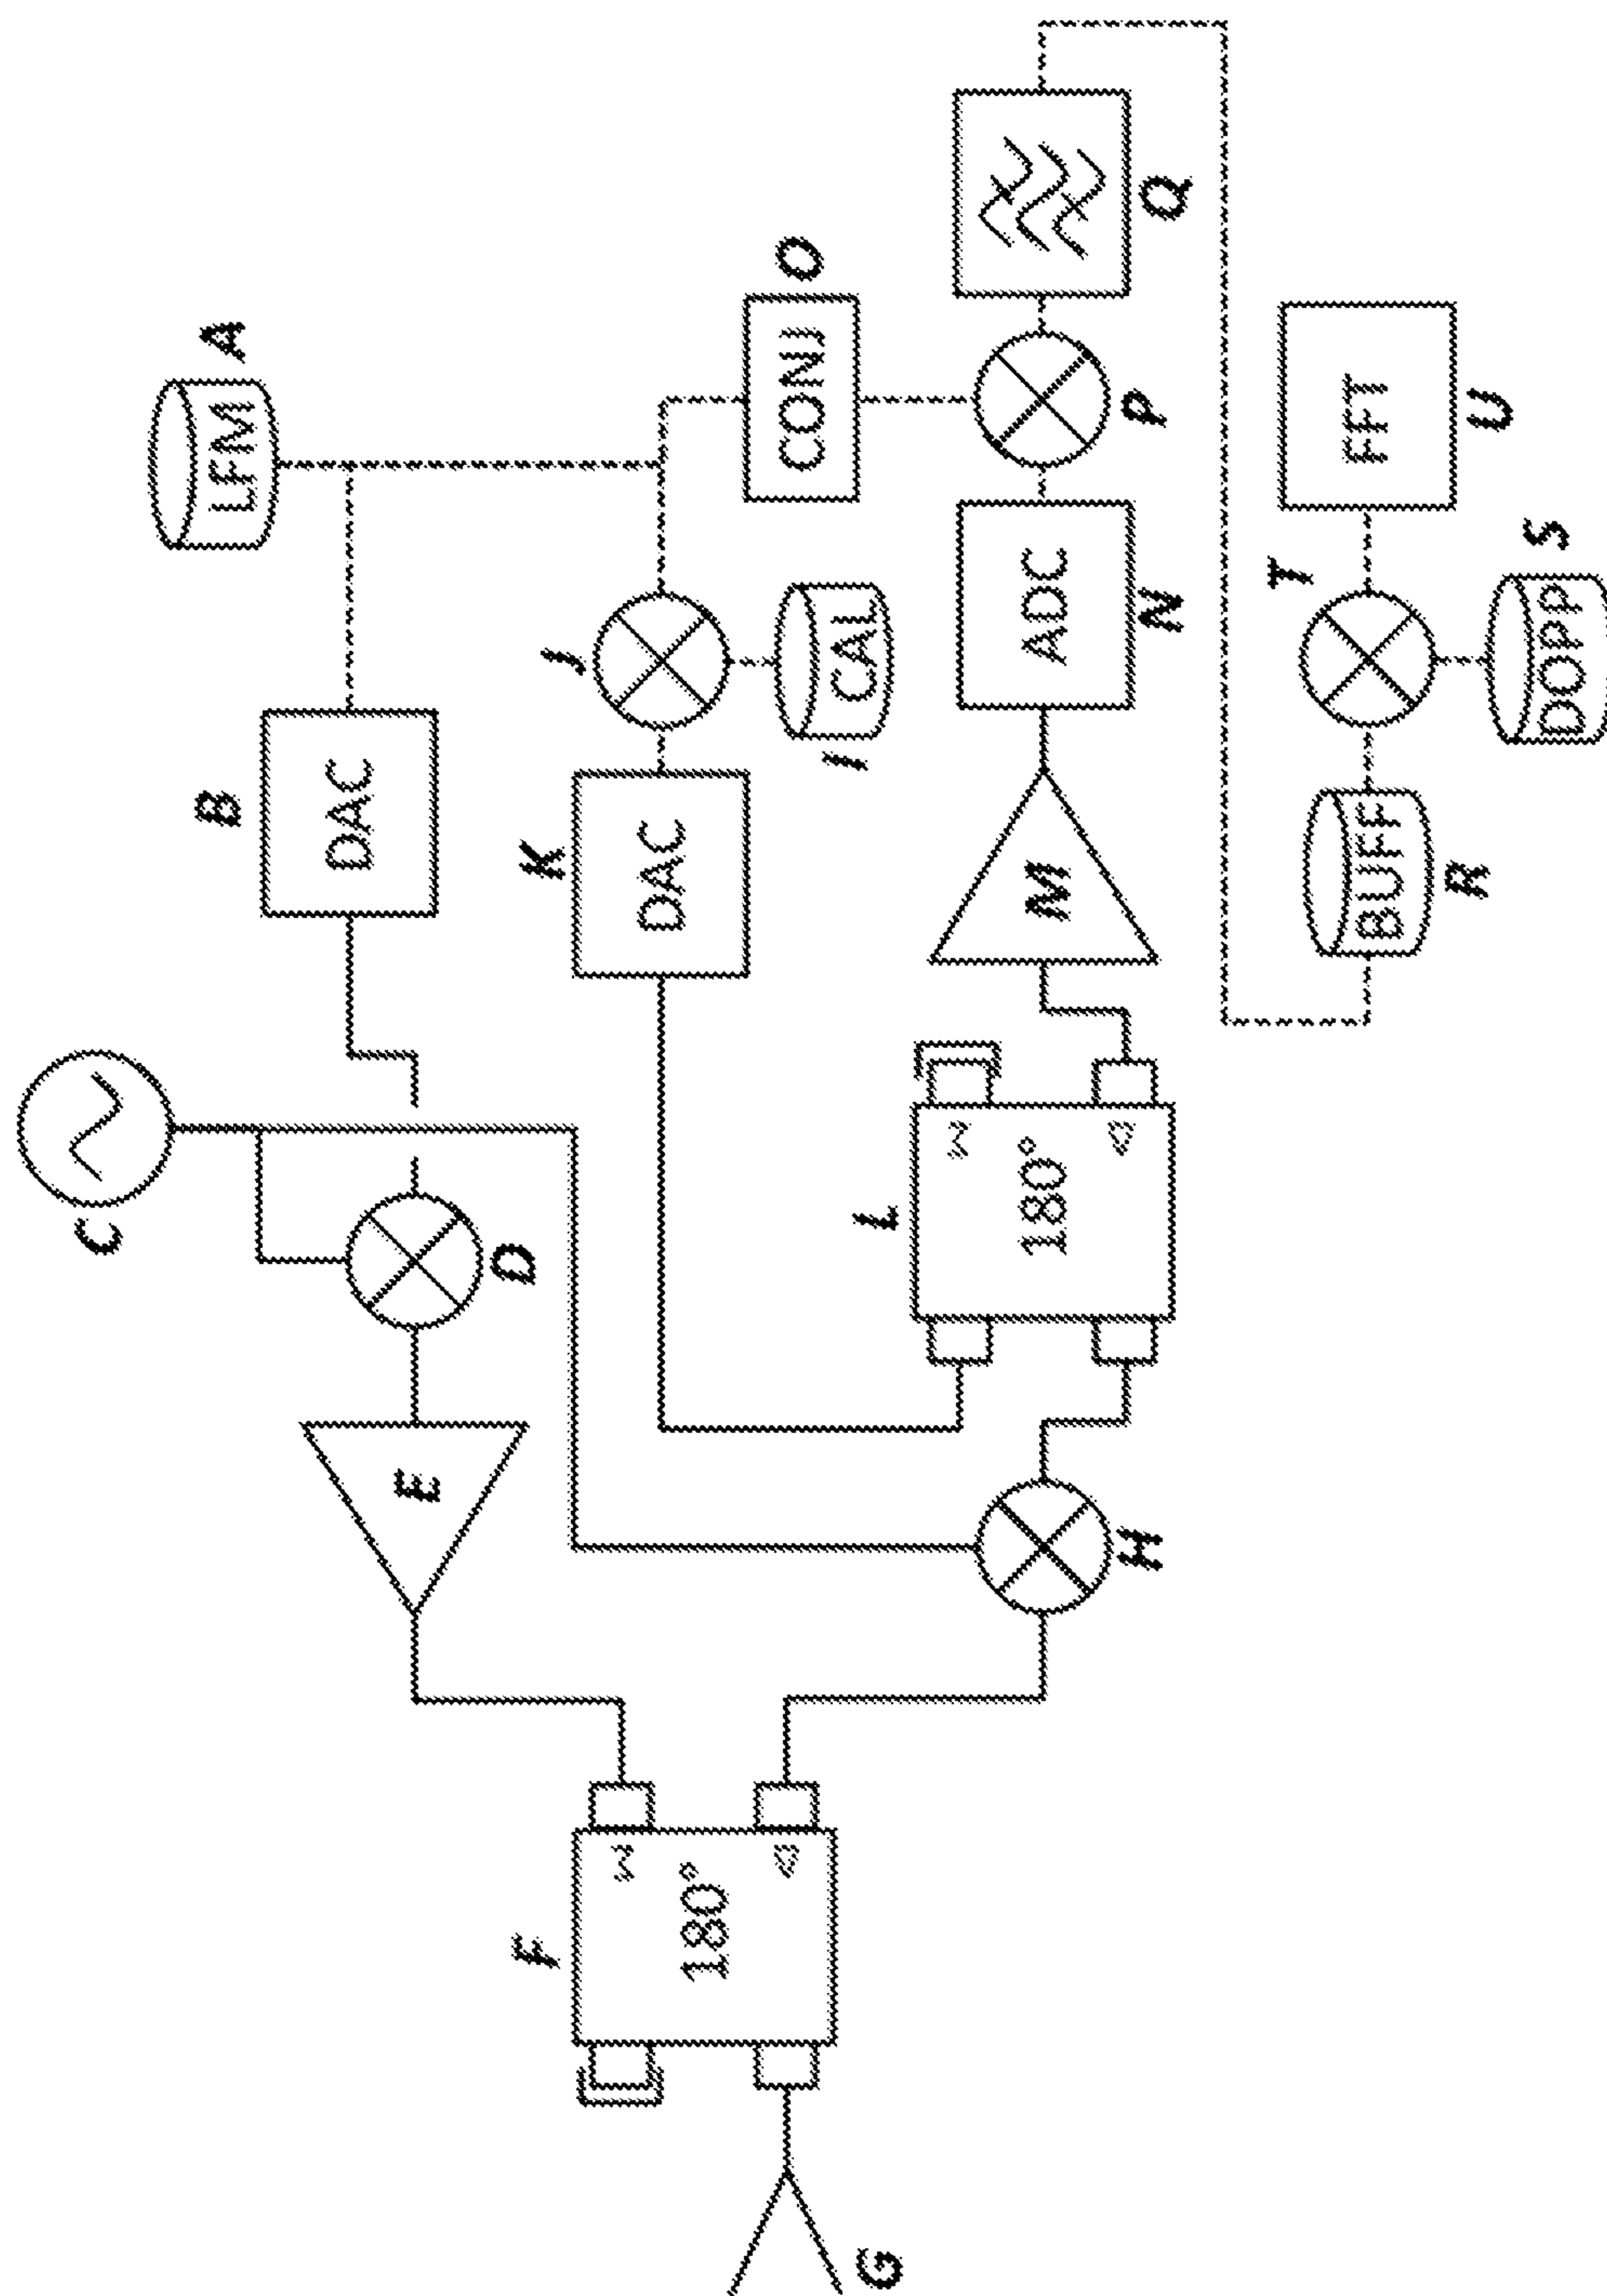 A
LFM
B
DAC
C
D
E
F
Σ
180°
Δ
G
H
I
CAL
J
K
DAC
L
Σ
180°
Δ
M
N
ADC
O
CONJ
P
Q
R
BUFF
S
DOPP
T
U
FFT